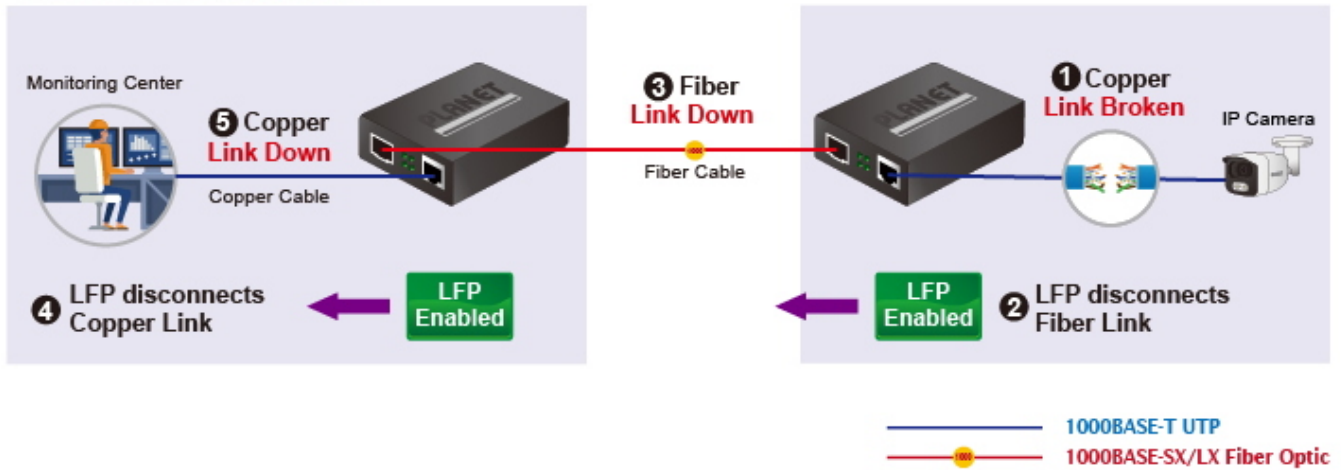 Monitoring Center
❺ Copper
Link Down
Copper Cable
PLANET
❸ Fiber
Link Down
1000
Fiber Cable
PLANET
❶ Copper
Link Broken
IP Camera
❹ LFP disconnects
Copper Link
LFP
Enabled
LFP
Enabled
❷ LFP disconnects
Fiber Link
1000BASE-T UTP
1000
1000BASE-SX/LX Fiber Optic